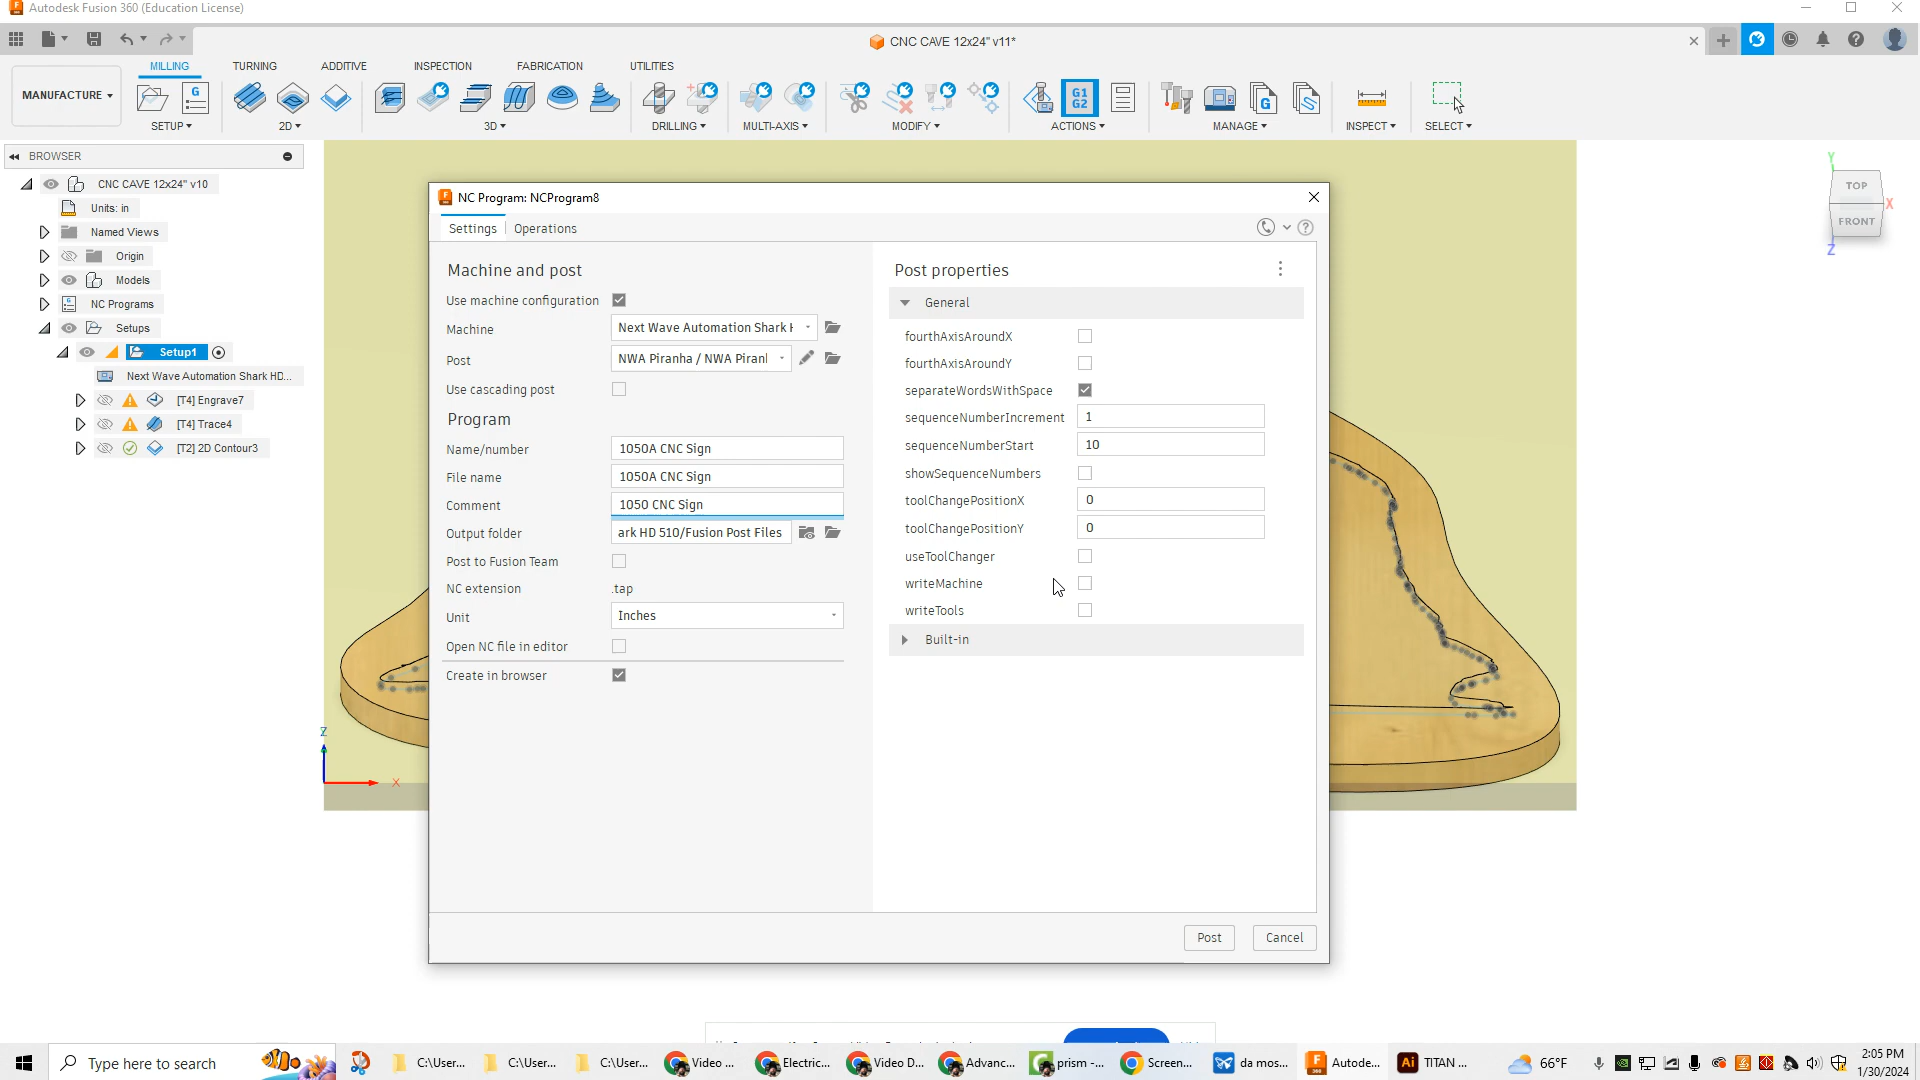 Autodesk Fusion 360 (Education License)
CNC CAVE 12x24" v11*
MILLING TURNING ADDITIVE INSPECTION FABRICATION UTILITIES
MANUFACTURE
G1 G2
SETUP 2D 3D DRILLING MULTI-AXIS MODIFY ACTIONS MANAGE INSPECT SELECT
BROWSER
CNC CAVE 12x24" v10
Units: in
Named Views
Origin
Models
NC Programs
Setups
Setup1
Next Wave Automation Shark HD...
[T4] Engrave7
[T4] Trace4
[T2] 2D Contour3
NC Program: NCProgram8
Settings Operations
Machine and post
Use machine configuration
Machine Next Wave Automation Shark H
Post NWA Piranha / NWA Piranl
Use cascading post
Program
Name/number 1050A CNC Sign
File name 1050A CNC Sign
Comment 1050 CNC Sign
Output folder ark HD 510/Fusion Post Files
Post to Fusion Team
NC extension .tap
Unit Inches
Open NC file in editor
Create in browser
Post properties
General
fourthAxisAroundX
fourthAxisAroundY
separateWordsWithSpace
sequenceNumberIncrement 1
sequenceNumberStart 10
showSequenceNumbers
toolChangePositionX 0
toolChangePositionY 0
useToolChanger
writeMachine
writeTools
Built-in
Post Cancel
TOP
FRONT
Y
X
Z
Z
X
Type here to search
C:\User... C:\User... C:\User... Video ... Electric... Video D... Advanc... prism -... Screen... da mos... Autode... TITAN ...
66°F
2:05 PM
1/30/2024